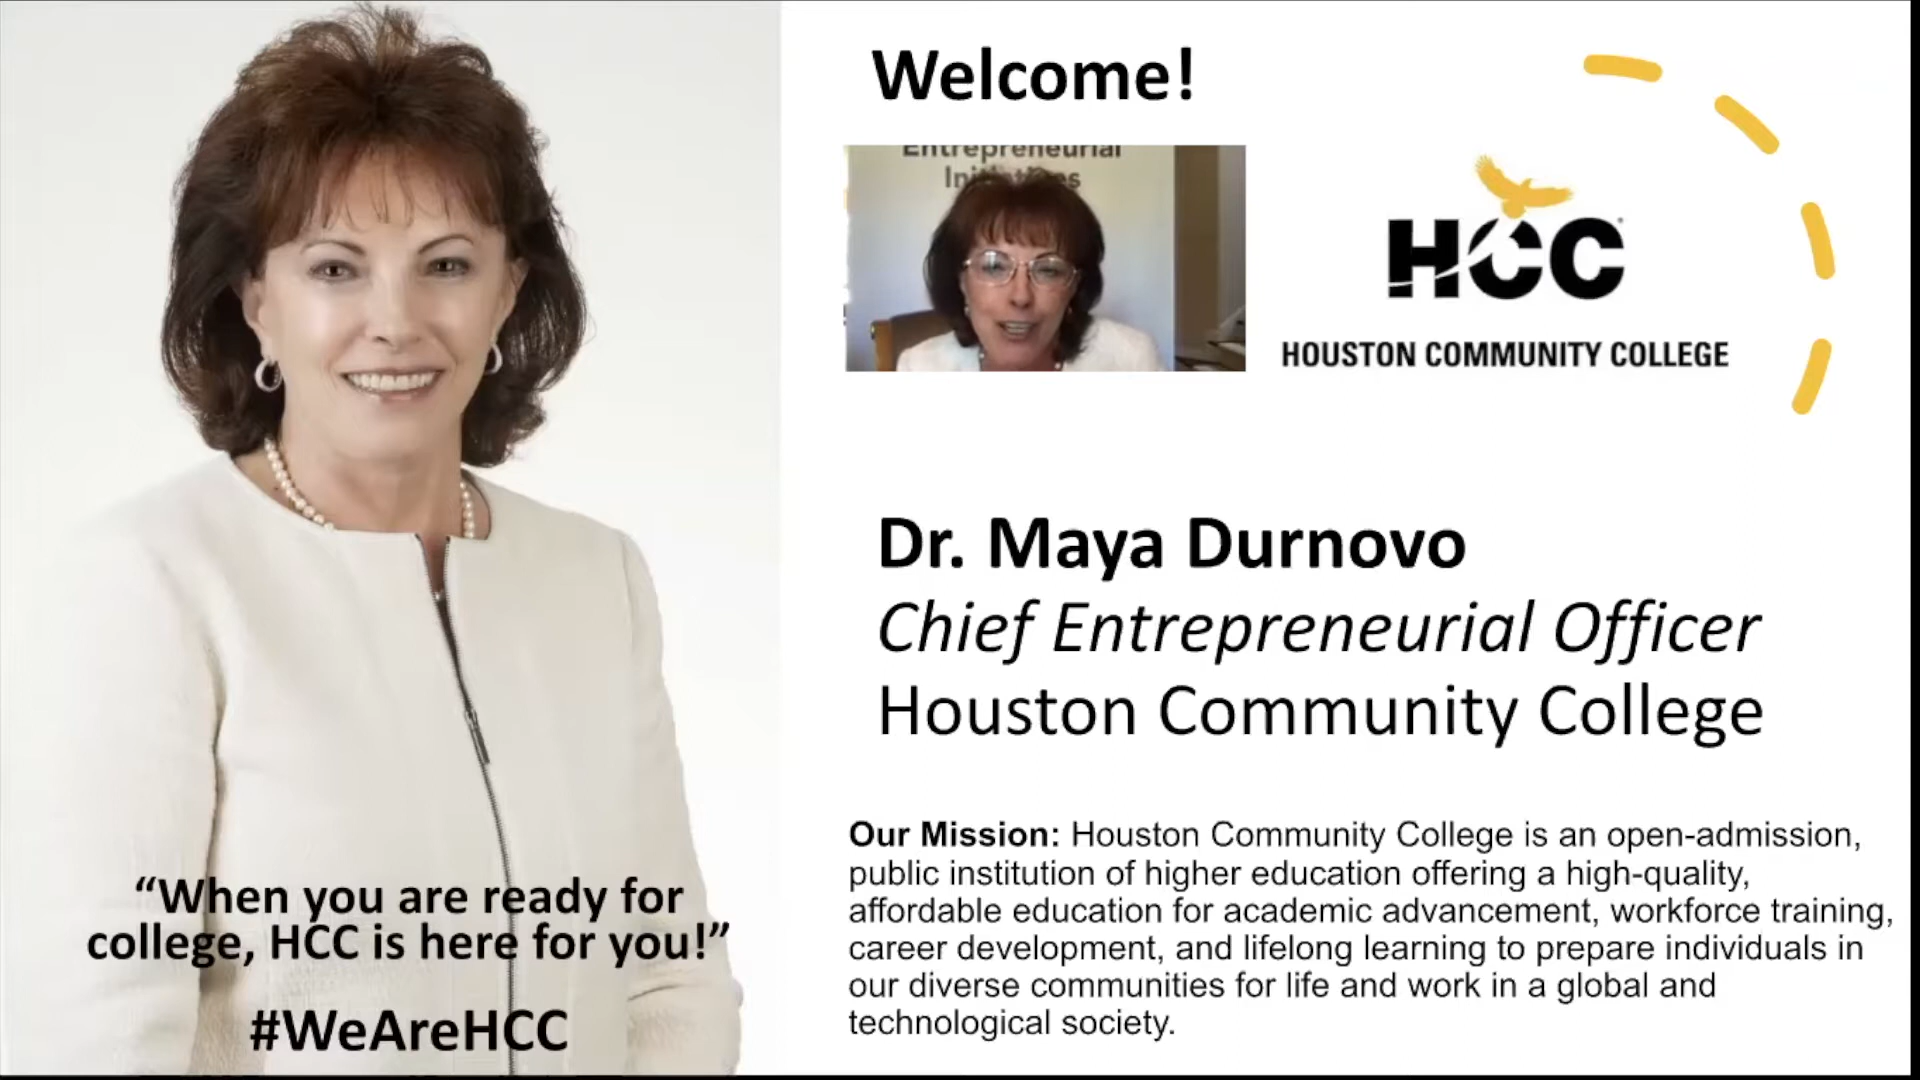 Welcome!
Entrepreneurial
Initiatives
HCC
HOUSTON COMMUNITY COLLEGE
Dr. Maya Durnovo
Chief Entrepreneurial Officer
Houston Community College
Our Mission: Houston Community College is an open-admission,
public institution of higher education offering a high-quality,
affordable education for academic advancement, workforce training,
career development, and lifelong learning to prepare individuals in
our diverse communities for life and work in a global and
technological society.
“When you are ready for
college, HCC is here for you!”
#WeAreHCC